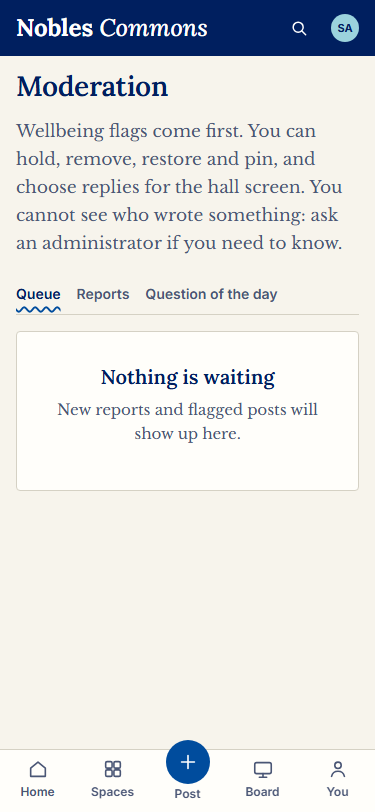 Nobles Commons
SA
Moderation
Wellbeing flags come first. You can
hold, remove, restore and pin, and
choose replies for the hall screen. You
cannot see who wrote something: ask
an administrator if you need to know.
Queue Reports Question of the day
Nothing is waiting
New reports and flagged posts will
show up here.
Home Spaces Post Board You